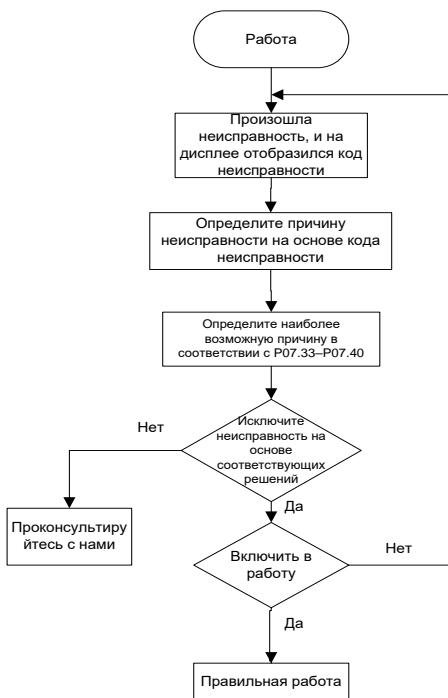 Работа
Произошла
неисправность, и на
дисплее отобразился код
неисправности
Определите причину
неисправности на основе кода
неисправности
Определите наиболее
возможную причину в
соответствии с P07.33–P07.40
Исключите
неисправность на
основе
соответствующих
решений
Нет
Да
Проконсультиру
йтесь с нами
Включить в
работу
Нет
Да
Правильная работа